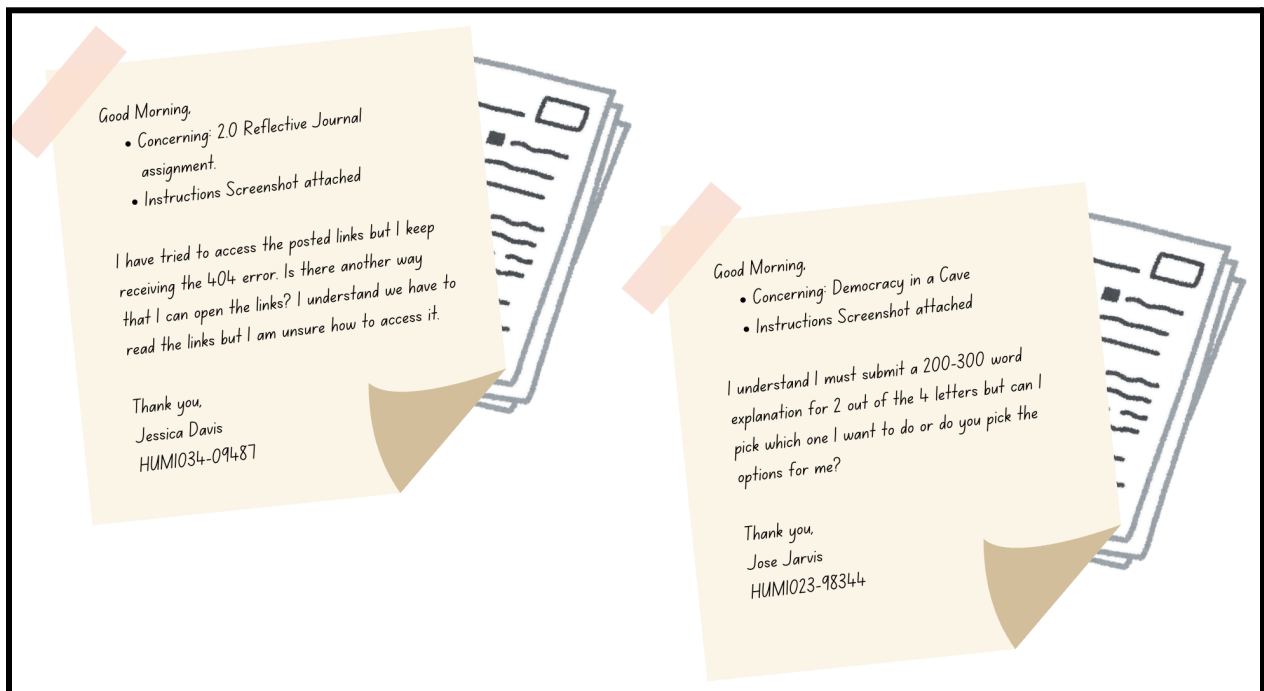 Good Morning,
• Concerning: 2.0 Reflective Journal
assignment.
• Instructions Screenshot attached
I have tried to access the posted links but I keep
receiving the 404 error. Is there another way
that I can open the links? I understand we have to
read the links but I am unsure how to access it.
Thank you,
Jessica Davis
HUM1034-09487
Good Morning,
• Concerning: Democracy in a Cave
• Instructions Screenshot attached
I understand I must submit a 200-300 word
explanation for 2 out of the 4 letters but can I
pick which one I want to do or do you pick the
options for me?
Thank you,
Jose Jarvis
HUM1023-98344